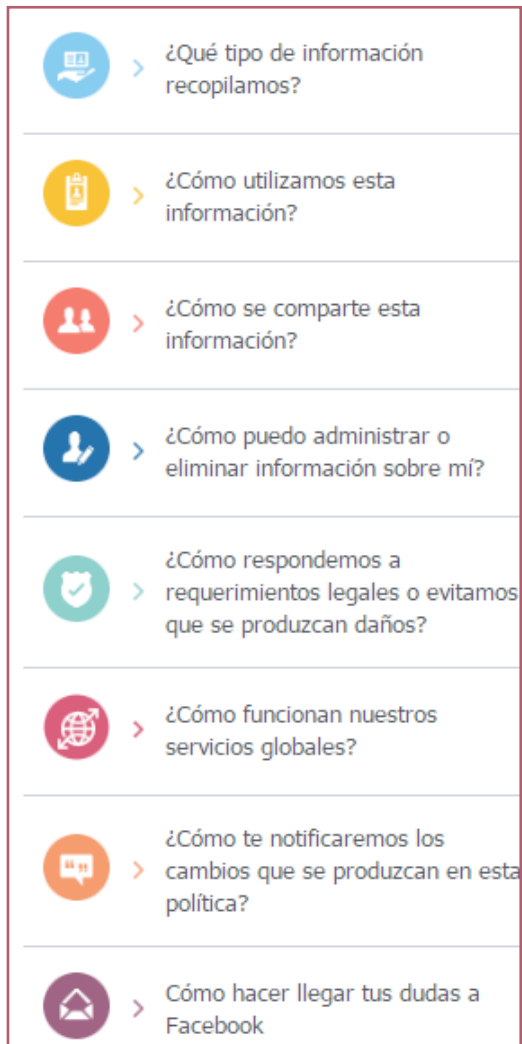 ¿Qué tipo de información
recopilamos?
¿Cómo utilizamos esta
información?
¿Cómo se comparte esta
información?
¿Cómo puedo administrar o
eliminar información sobre mí?
¿Cómo respondemos a
requerimientos legales o evitamos
que se produzcan daños?
¿Cómo funcionan nuestros
servicios globales?
¿Cómo te notificaremos los
cambios que se produzcan en esta
política?
Cómo hacer llegar tus dudas a
Facebook